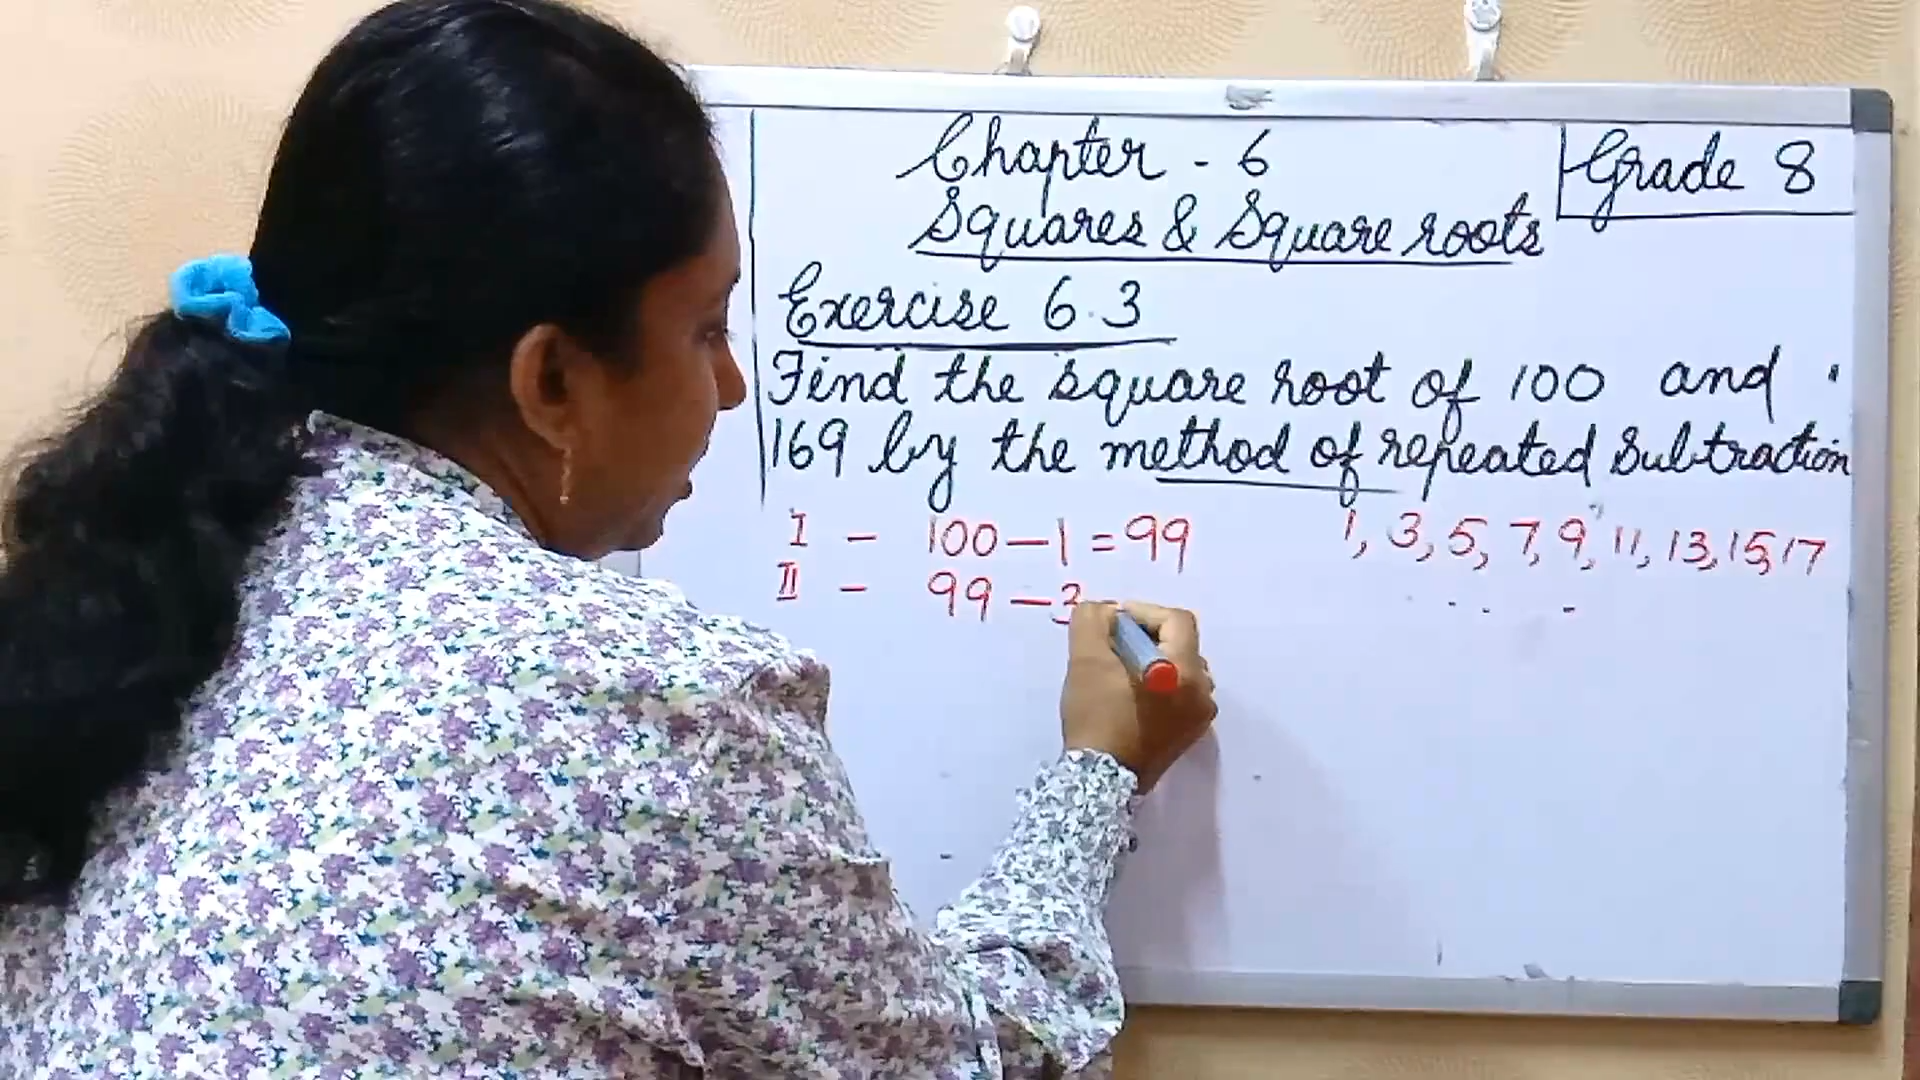 Chapter - 6
Grade 8
Squares & Square roots
Exercise 6.3
Find the square root of 100 and
169 by the method of repeated subtraction
I - 100 - 1 = 99
1, 3, 5, 7, 9, 11, 13, 15, 17
II - 99 - 3